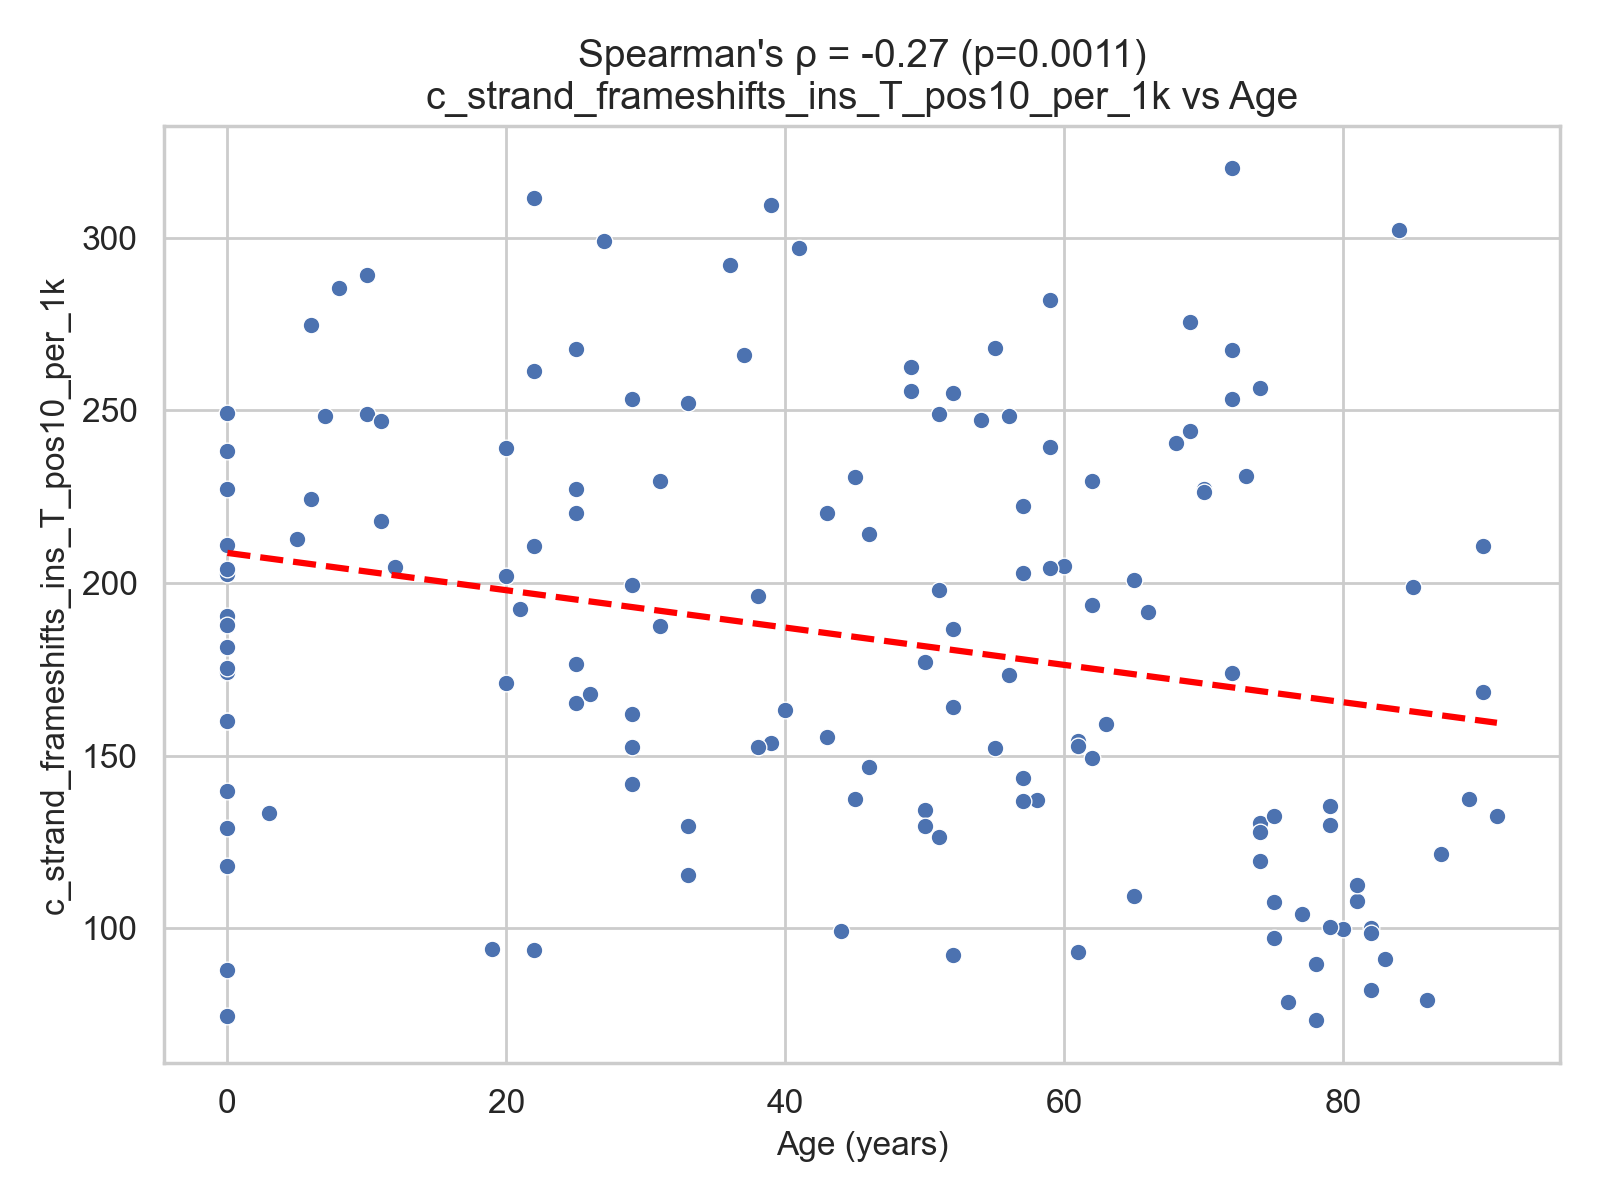 Spearman's ρ = -0.27 (p=0.0011)
c_strand_frameshifts_ins_T_pos10_per_1k vs Age
c_strand_frameshifts_ins_T_pos10_per_1k
300
250
200
150
100
0 20 40 60 80
Age (years)